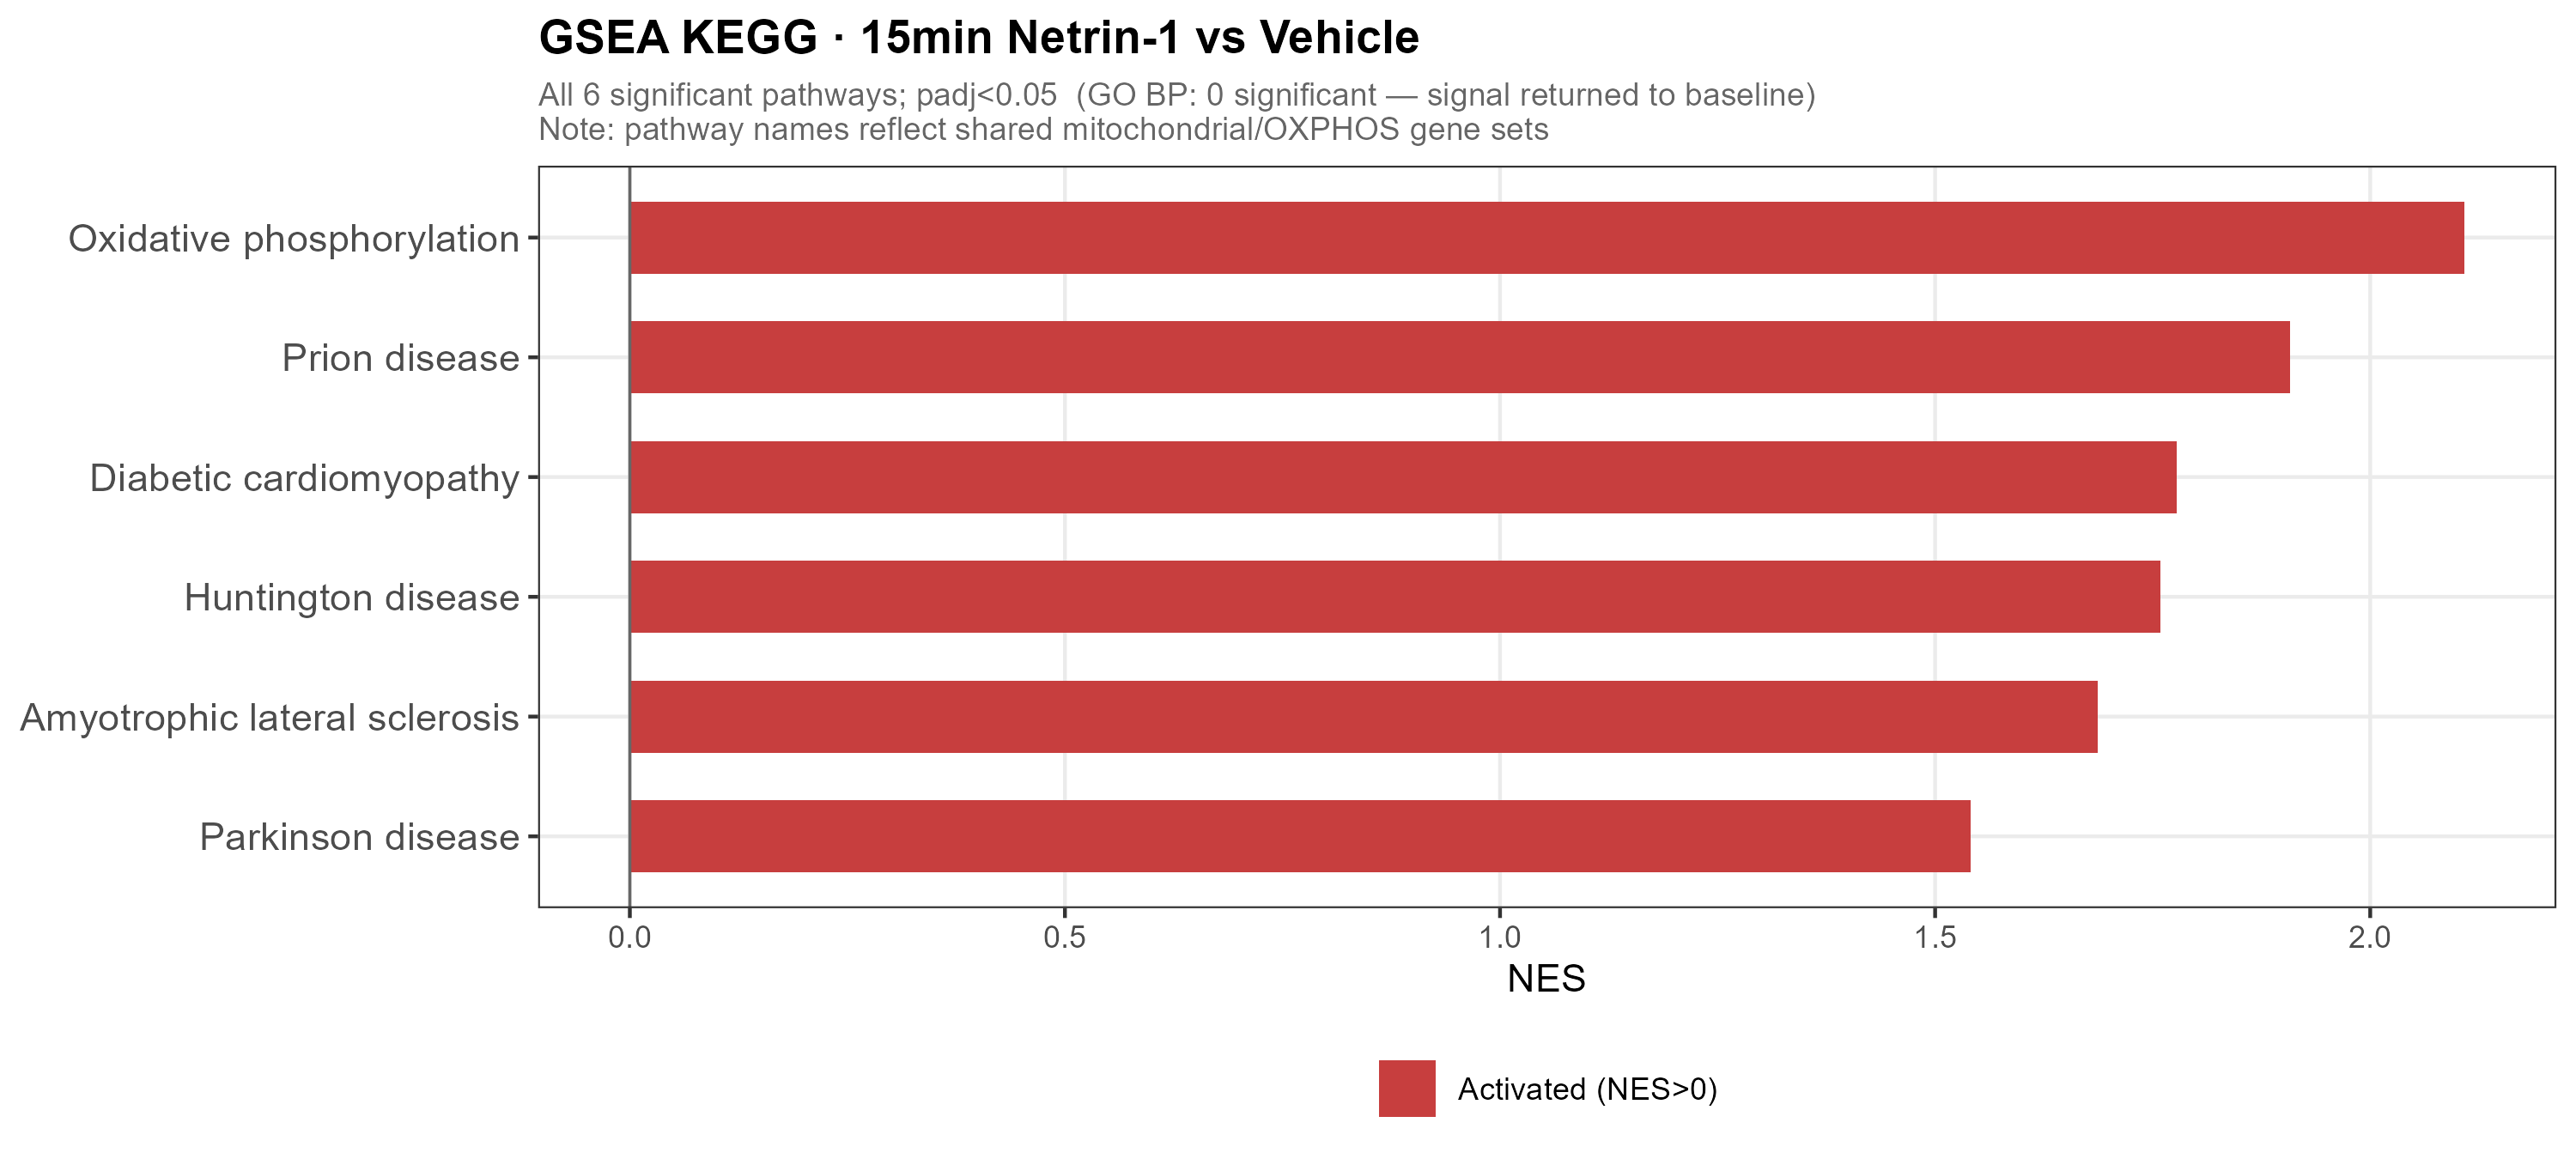 GSEA KEGG · 15min Netrin-1 vs Vehicle
All 6 significant pathways; padj<0.05  (GO BP: 0 significant — signal returned to baseline)
Note: pathway names reflect shared mitochondrial/OXPHOS gene sets
Oxidative phosphorylation
Prion disease
Diabetic cardiomyopathy
Huntington disease
Amyotrophic lateral sclerosis
Parkinson disease
0.0 0.5 1.0 1.5 2.0
NES
Activated (NES>0)